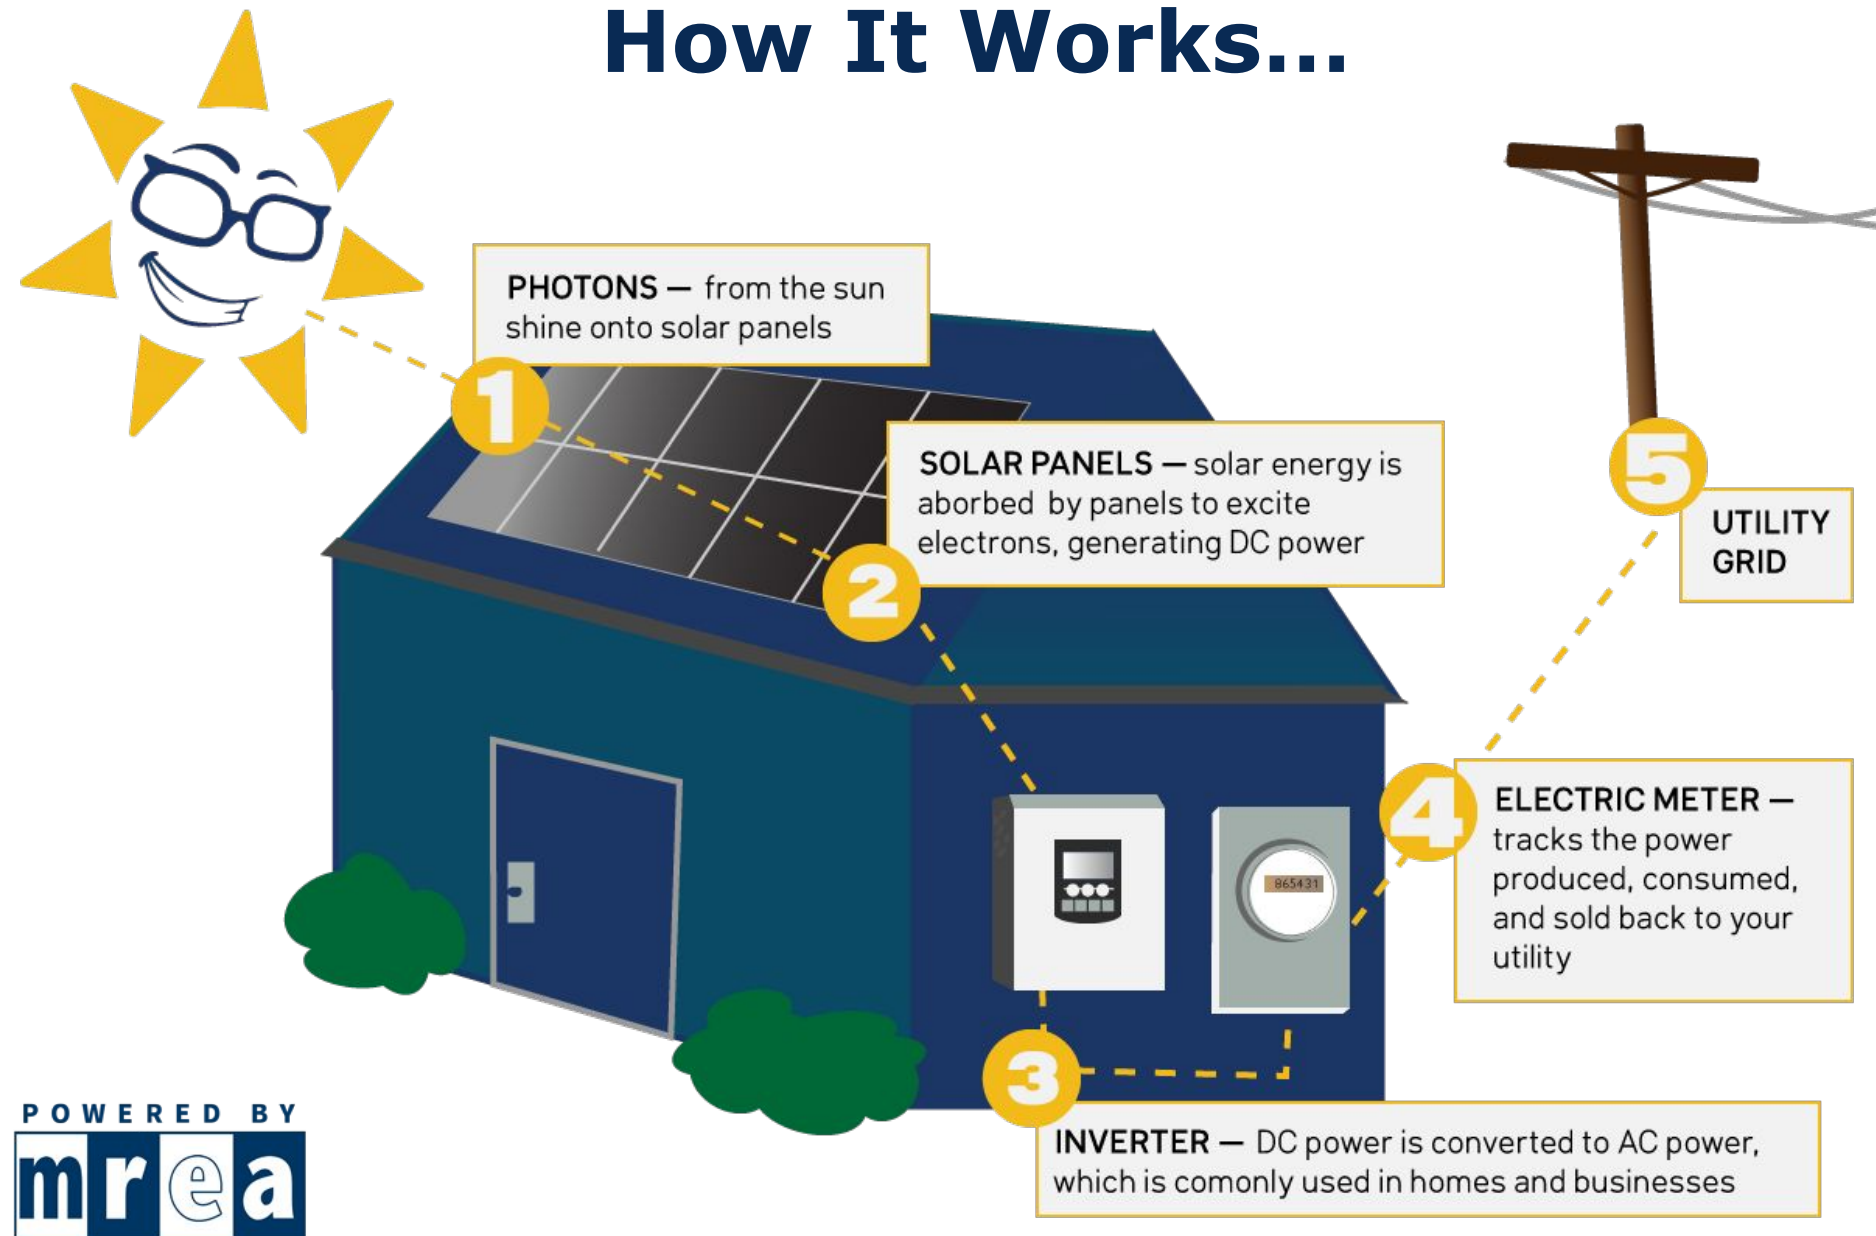 How It Works...
PHOTONS — from the sun
shine onto solar panels
1
SOLAR PANELS — solar energy is
aborbed by panels to excite
electrons, generating DC power
2
5
UTILITY
GRID
4
ELECTRIC METER —
tracks the power
produced, consumed,
and sold back to your
utility
865431
3
INVERTER — DC power is converted to AC power,
which is comonly used in homes and businesses
POWERED BY
mrea